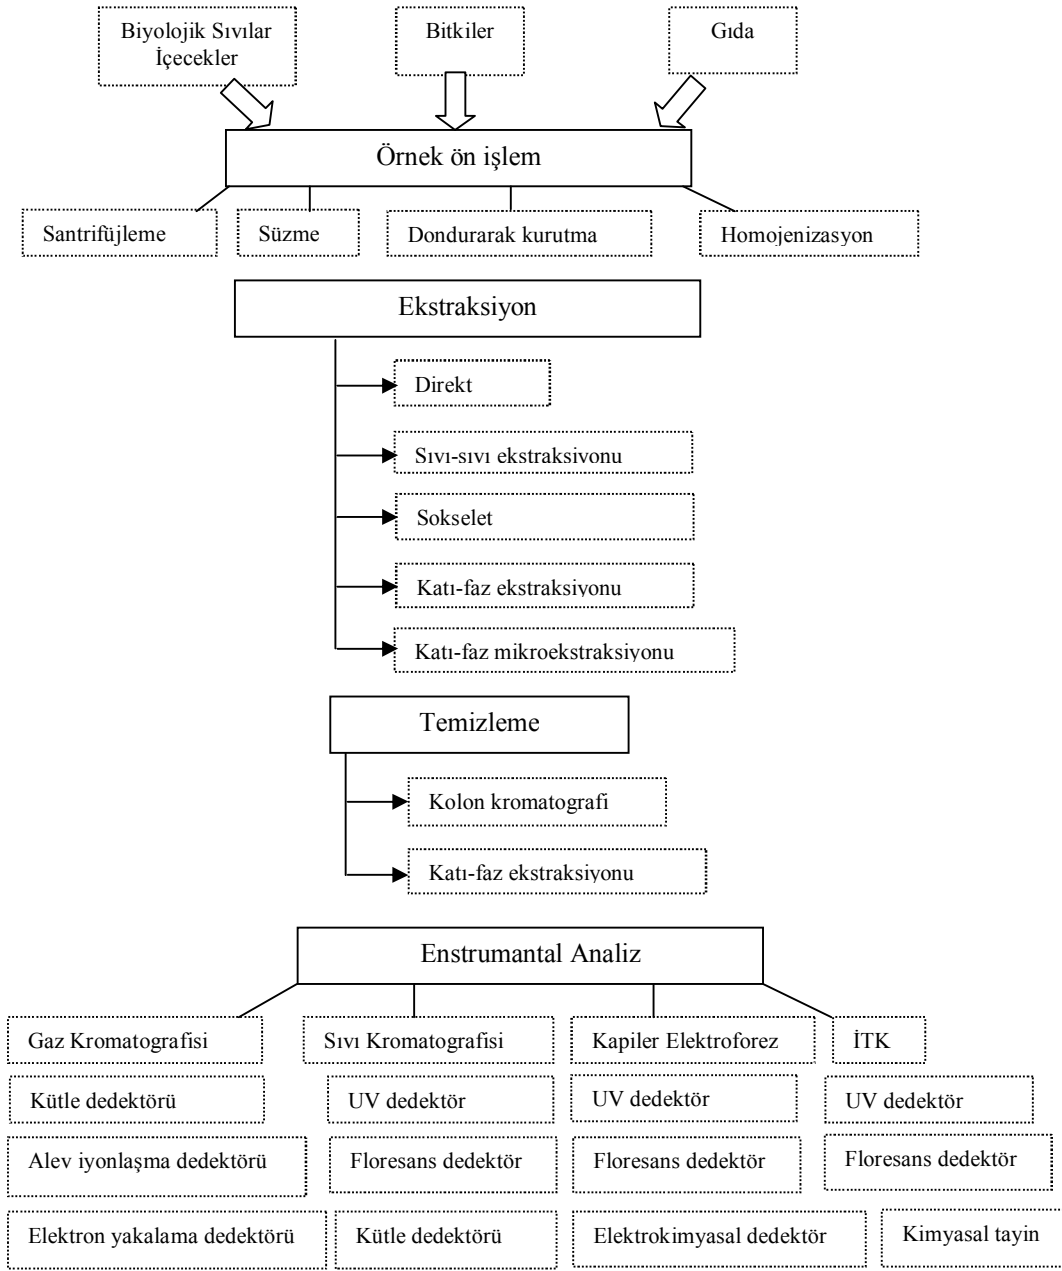 Biyolojik Sıvılar
İçecekler
Bitkiler
Gıda
Örnek ön işlem
Santrifüjleme
Süzme
Dondurarak kurutma
Homojenizasyon
Ekstraksiyon
Direkt
Sıvı-sıvı ekstraksiyonu
Sokselet
Katı-faz ekstraksiyonu
Katı-faz mikroekstraksiyonu
Temizleme
Kolon kromatografi
Katı-faz ekstraksiyonu
Enstrumantal Analiz
Gaz Kromatografisi
Sıvı Kromatografisi
Kapiler Elektroforez
İTK
Kütle dedektörü
UV dedektör
UV dedektör
UV dedektör
Alev iyonlaşma dedektörü
Floresans dedektör
Floresans dedektör
Floresans dedektör
Elektron yakalama dedektörü
Kütle dedektörü
Elektrokimyasal dedektör
Kimyasal tayin